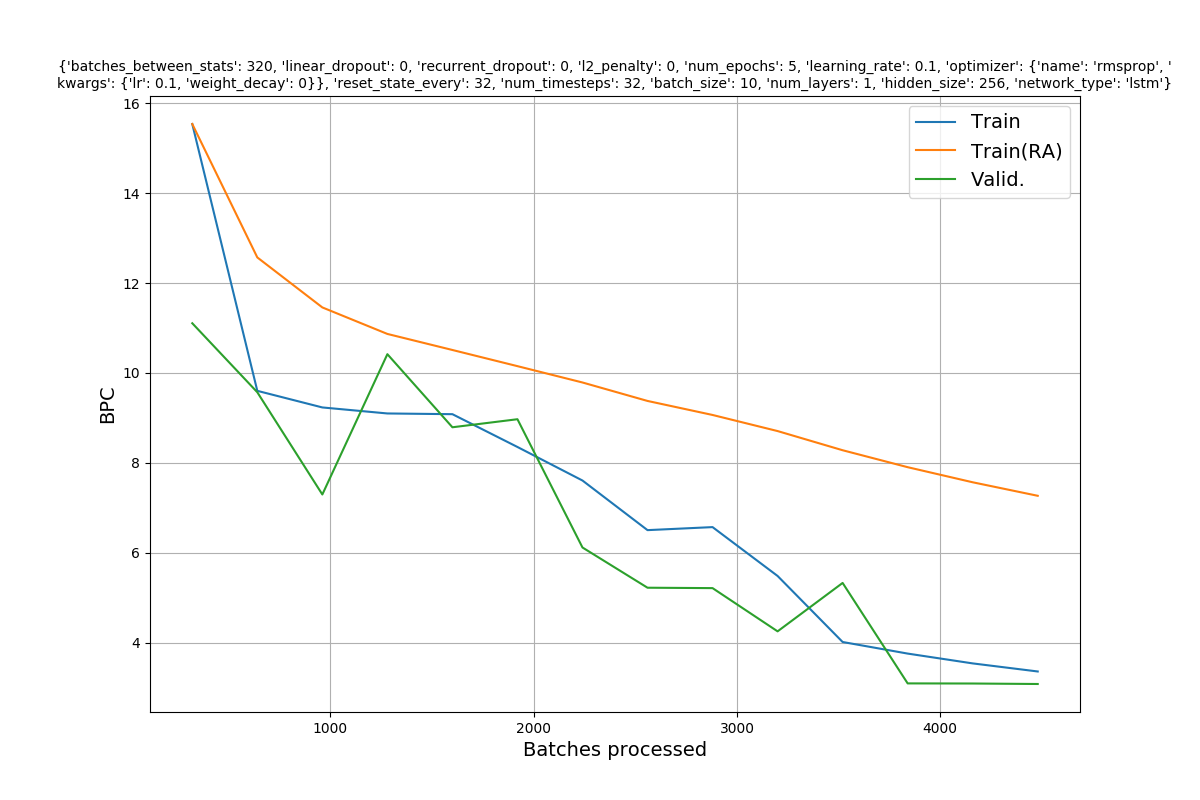 {'batches_between_stats': 320, 'linear_dropout': 0, 'recurrent_dropout': 0, 'l2_penalty': 0, 'num_epochs': 5, 'learning_rate': 0.1, 'optimizer': {'name': 'rmsprop', '
kwargs': {'lr': 0.1, 'weight_decay': 0}}, 'reset_state_every': 32, 'num_timesteps': 32, 'batch_size': 10, 'num_layers': 1, 'hidden_size': 256, 'network_type': 'lstm'}
16
14
12
10
8
6
4
BPC
Train
Train(RA)
Valid.
1000 2000 3000 4000
Batches processed